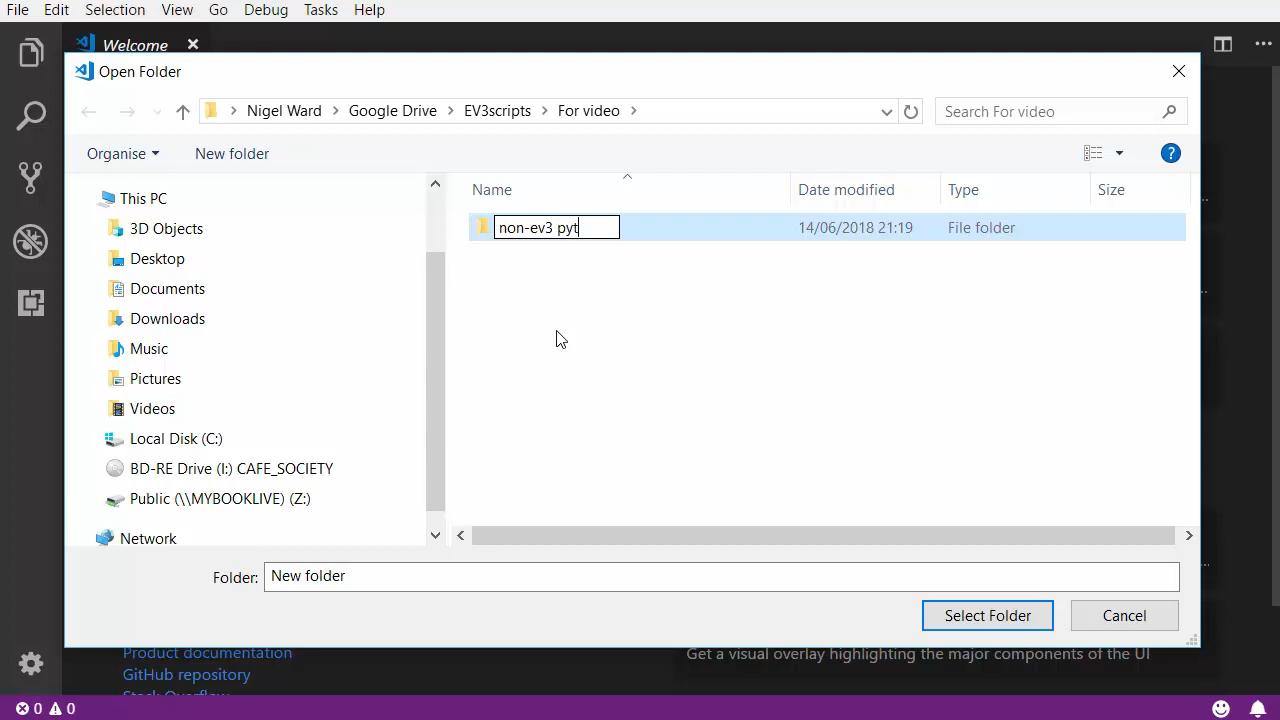 File Edit Selection View Go Debug Tasks Help
Welcome
Open Folder
Nigel Ward Google Drive EV3scripts For video
Search For video
Organise New folder
Name Date modified Type Size
This PC
3D Objects
Desktop
Documents
Downloads
Music
Pictures
Videos
Local Disk (C:)
BD-RE Drive (I:) CAFE_SOCIETY
Public (\\MYBOOKLIVE) (Z:)
Network
non-ev3 pyt 14/06/2018 21:19 File folder
Folder: New folder
Select Folder Cancel
Product documentation
GitHub repository
Stack Overflow
Get a visual overlay highlighting the major components of the UI
0 0